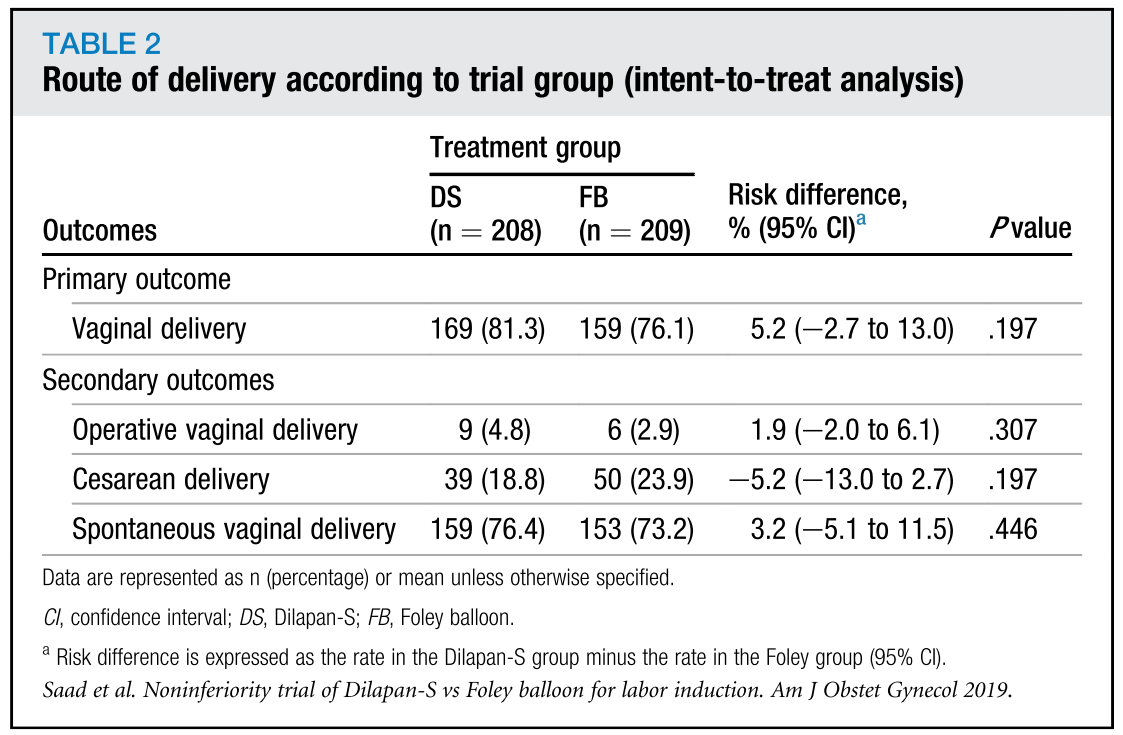 TABLE 2
Route of delivery according to trial group (intent-to-treat analysis)
Treatment group
Outcomes DS (n = 208) FB (n = 209) Risk difference, % (95% CI)a P value
Primary outcome
Vaginal delivery 169 (81.3) 159 (76.1) 5.2 (−2.7 to 13.0) .197
Secondary outcomes
Operative vaginal delivery 9 (4.8) 6 (2.9) 1.9 (−2.0 to 6.1) .307
Cesarean delivery 39 (18.8) 50 (23.9) −5.2 (−13.0 to 2.7) .197
Spontaneous vaginal delivery 159 (76.4) 153 (73.2) 3.2 (−5.1 to 11.5) .446
Data are represented as n (percentage) or mean unless otherwise specified.
CI, confidence interval; DS, Dilapan-S; FB, Foley balloon.
a Risk difference is expressed as the rate in the Dilapan-S group minus the rate in the Foley group (95% CI).
Saad et al. Noninferiority trial of Dilapan-S vs Foley balloon for labor induction. Am J Obstet Gynecol 2019.